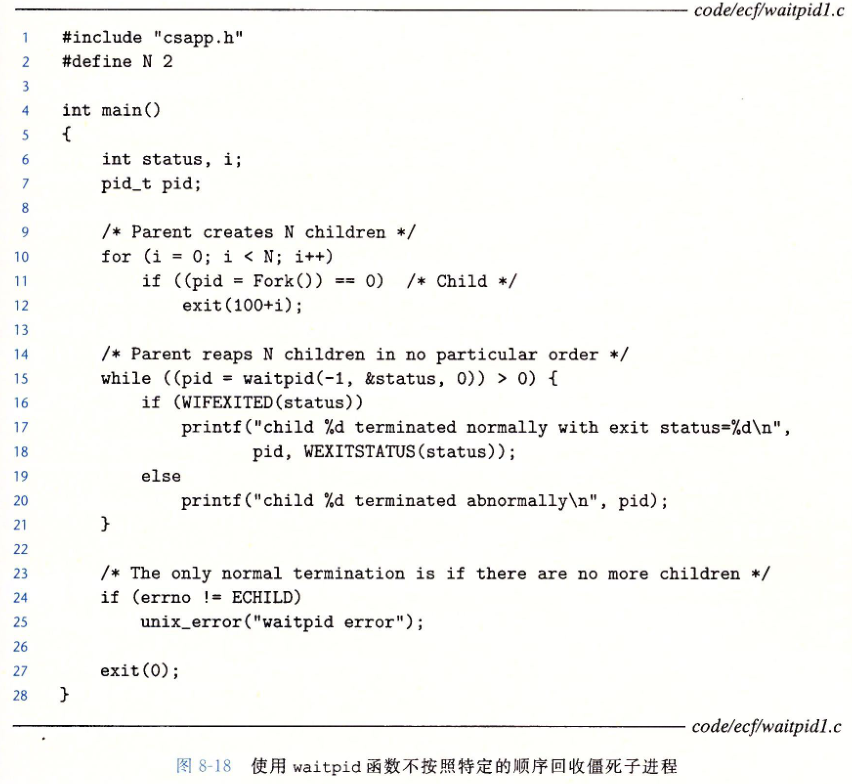 code/ecf/waitpid1.c
1 #include "csapp.h"
2 #define N 2
3
4 int main()
5 {
6     int status, i;
7     pid_t pid;
8
9     /* Parent creates N children */
10     for (i = 0; i < N; i++)
11         if ((pid = Fork()) == 0)  /* Child */
12             exit(100+i);
13
14     /* Parent reaps N children in no particular order */
15     while ((pid = waitpid(-1, &status, 0)) > 0) {
16         if (WIFEXITED(status))
17             printf("child %d terminated normally with exit status=%d\n",
18                    pid, WEXITSTATUS(status));
19         else
20             printf("child %d terminated abnormally\n", pid);
21     }
22
23     /* The only normal termination is if there are no more children */
24     if (errno != ECHILD)
25         unix_error("waitpid error");
26
27     exit(0);
28 }
code/ecf/waitpid1.c
图 8-18 使用 waitpid 函数不按照特定的顺序回收僵死子进程